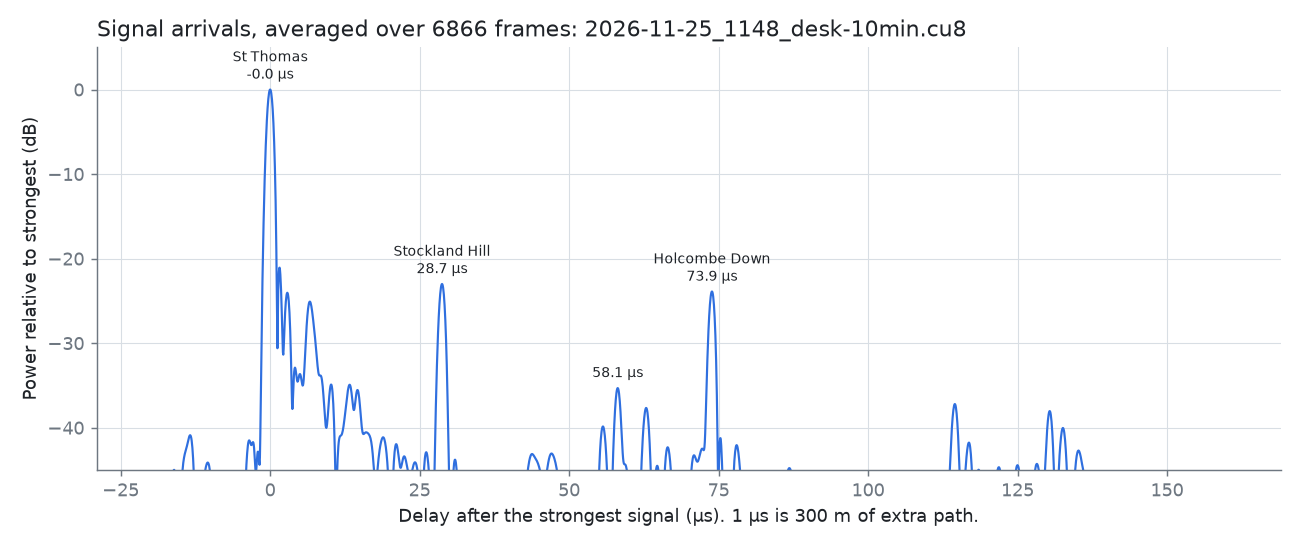 Signal arrivals, averaged over 6866 frames: 2026-11-25_1148_desk-10min.cu8
Power relative to strongest (dB)
0
−10
−20
−30
−40
St Thomas
-0.0 µs
Stockland Hill
28.7 µs
Holcombe Down
73.9 µs
58.1 µs
−25
0
25
50
75
100
125
150
Delay after the strongest signal (µs). 1 µs is 300 m of extra path.